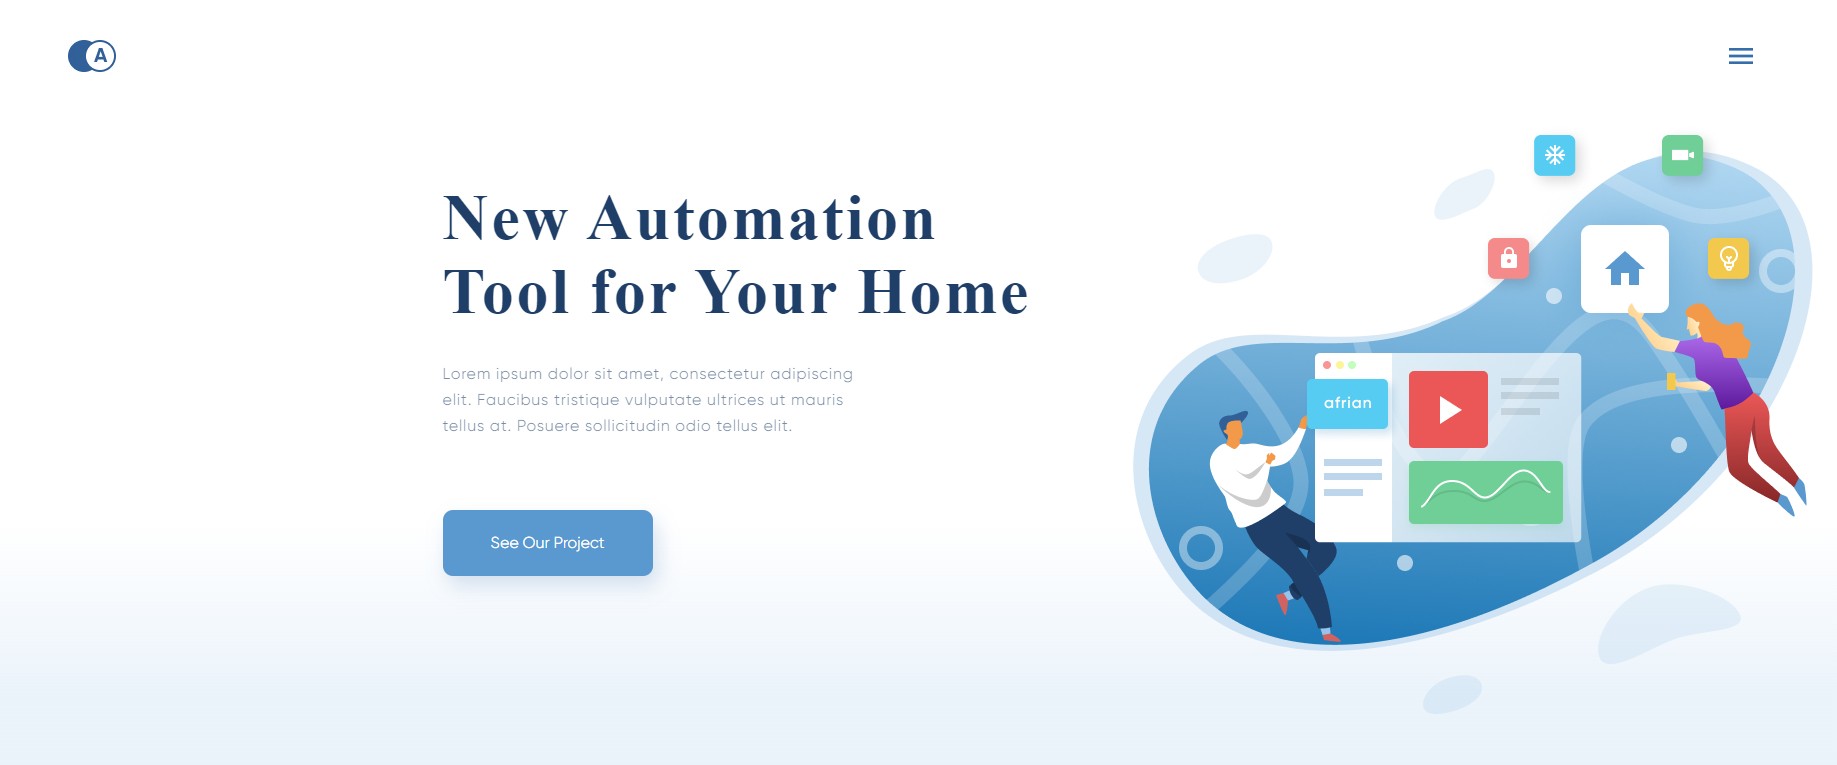 A
New Automation
Tool for Your Home
Lorem ipsum dolor sit amet, consectetur adipiscing
elit. Faucibus tristique vulputate ultrices ut mauris
tellus at. Posuere sollicitudin odio tellus elit.
See Our Project
afrian